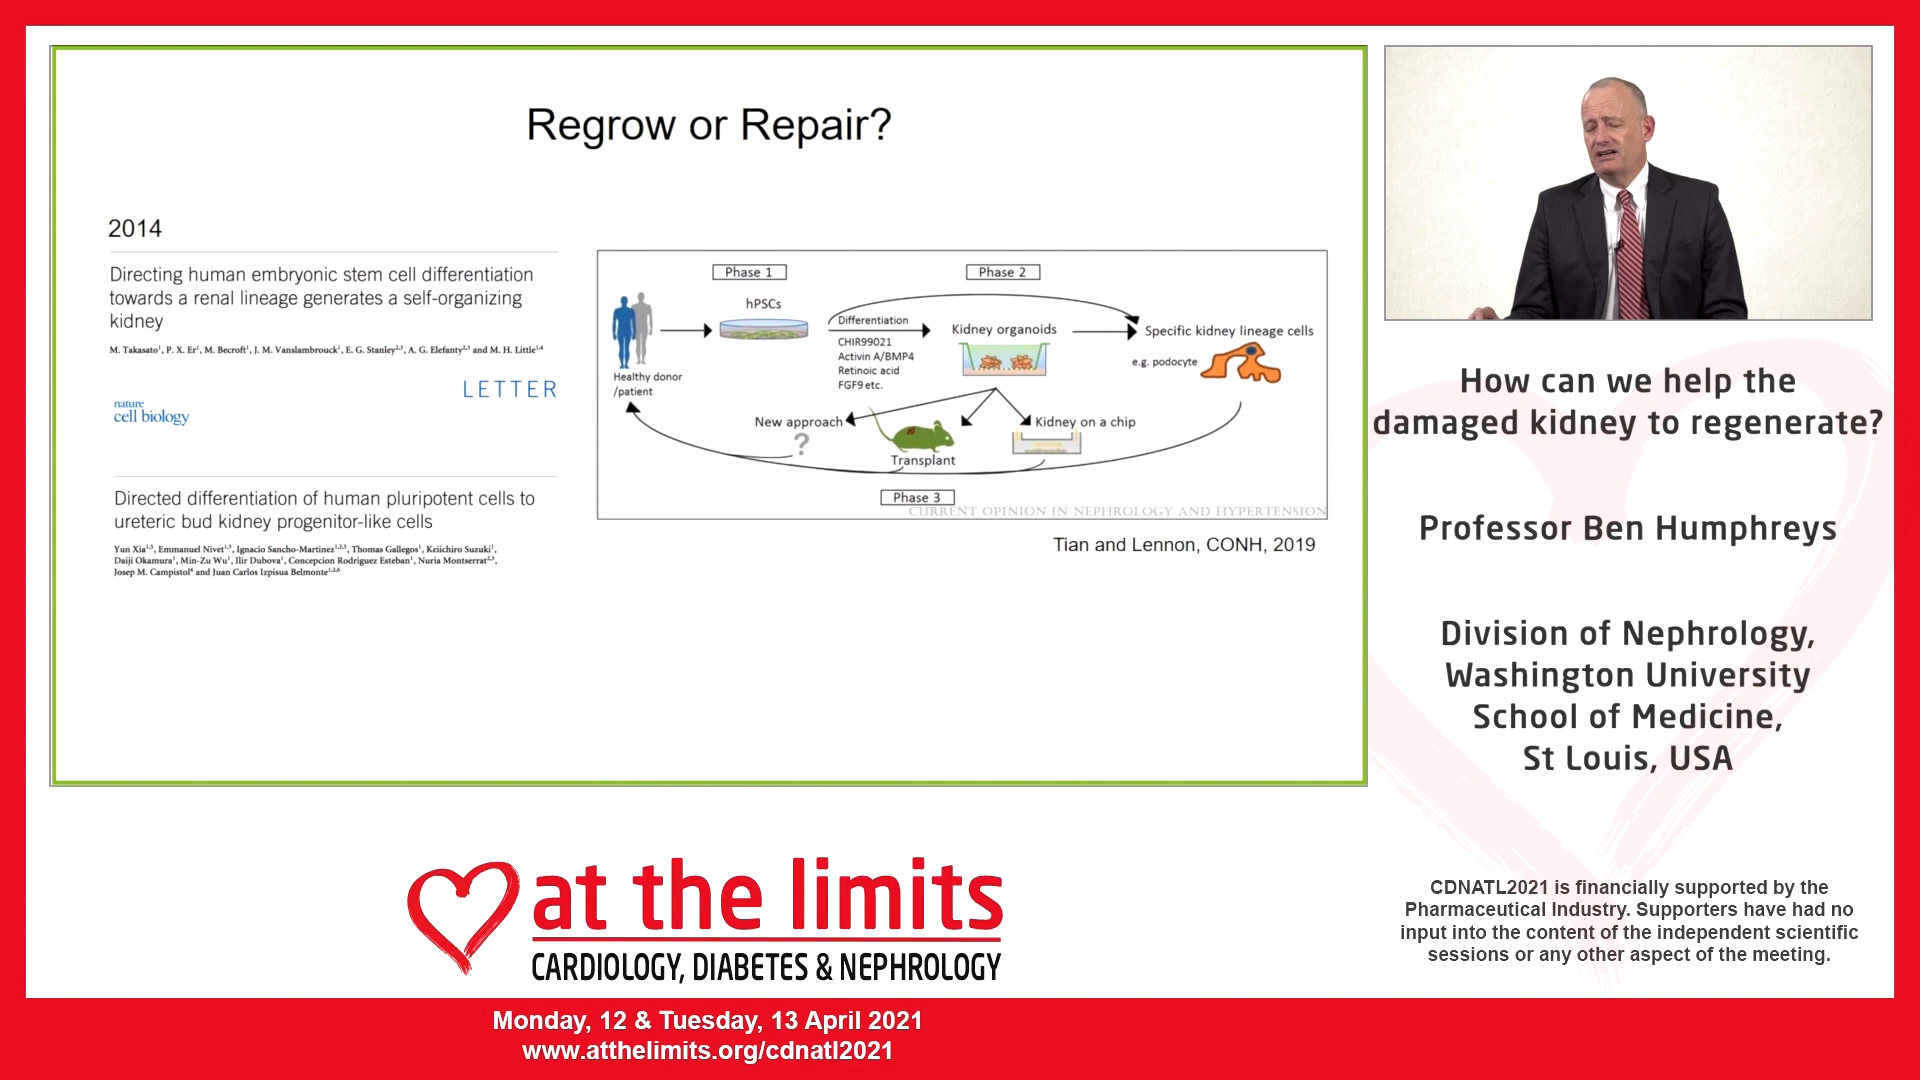 Regrow or Repair?
2014
Directing human embryonic stem cell differentiation
towards a renal lineage generates a self-organizing
kidney
M. Takasato¹, P. X. Er¹, M. Becroft¹, J. M. Vanslambrouck¹, E. G. Stanley²,³, A. G. Elefanty²,³ and M. H. Little¹,⁴
LETTER
nature
cell biology
Directed differentiation of human pluripotent cells to
ureteric bud kidney progenitor-like cells
Yun Xia¹,⁵, Emmanuel Nivet¹,⁵, Ignacio Sancho-Martinez¹,²,⁵, Thomas Gallegos¹, Keiichiro Suzuki¹,
Daiji Okamura¹, Min-Zu Wu¹, Ilir Dubova¹, Concepcion Rodriguez Esteban¹, Nuria Montserrat²,³,
Josep M. Campistol⁴ and Juan Carlos Izpisua Belmonte¹,²,⁶
Phase 1
Phase 2
hPSCs
Differentiation
CHIR99021
Activin A/BMP4
Retinoic acid
FGF9 etc.
Kidney organoids
Specific kidney lineage cells
e.g. podocyte
Healthy donor
/patient
New approach
?
Transplant
Kidney on a chip
Phase 3
CURRENT OPINION IN NEPHROLOGY AND HYPERTENSION
Tian and Lennon, CONH, 2019
How can we help the
damaged kidney to regenerate?
Professor Ben Humphreys
Division of Nephrology,
Washington University
School of Medicine,
St Louis, USA
at the limits
CARDIOLOGY, DIABETES & NEPHROLOGY
CDNATL2021 is financially supported by the
Pharmaceutical Industry. Supporters have had no
input into the content of the independent scientific
sessions or any other aspect of the meeting.
Monday, 12 & Tuesday, 13 April 2021
www.atthelimits.org/cdnatl2021